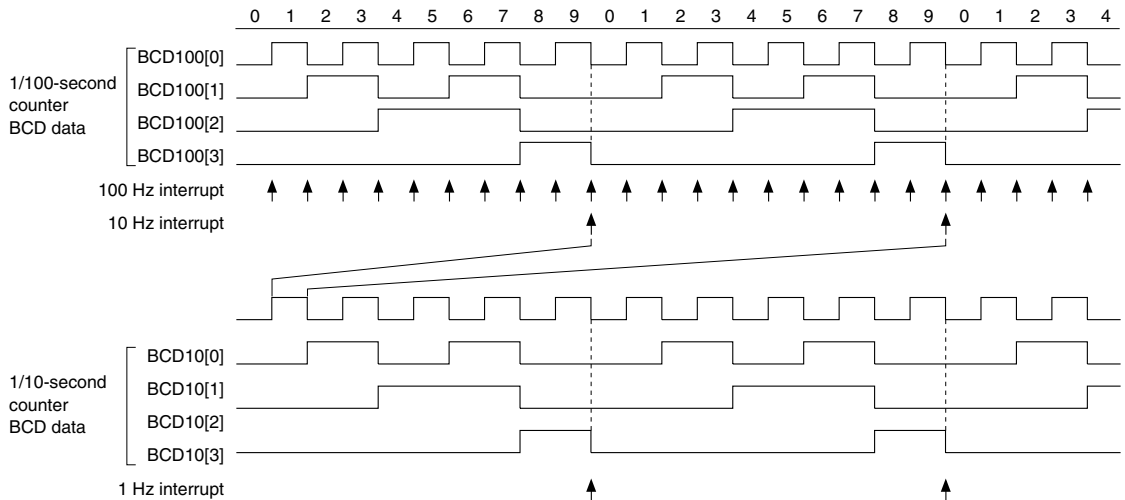 0 1 2 3 4 5 6 7 8 9 0 1 2 3 4 5 6 7 8 9 0 1 2 3 4
1/100-second
counter
BCD data
BCD100[0]
BCD100[1]
BCD100[2]
BCD100[3]
100 Hz interrupt
10 Hz interrupt
1/10-second
counter
BCD data
BCD10[0]
BCD10[1]
BCD10[2]
BCD10[3]
1 Hz interrupt